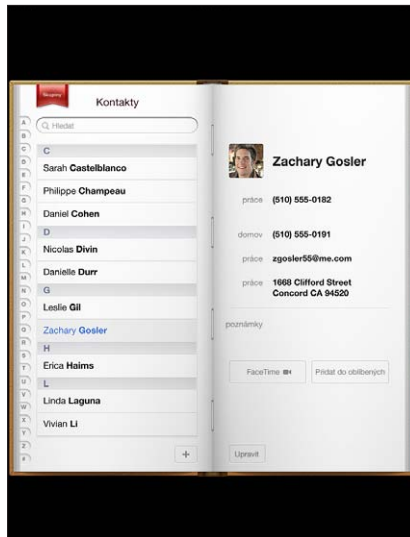 Skupiny
Kontakty
Hledat
A
B
C
D
E
F
G
H
I
J
K
L
M
N
O
P
Q
R
S
T
U
V
W
X
Y
Z
#
C
Sarah Castelblanco
Philippe Champeau
Daniel Cohen
D
Nicolas Divin
Danielle Durr
G
Leslie Gil
Zachary Gosler
H
Erica Haims
L
Linda Laguna
Vivian Li
+
Zachary Gosler
práce (510) 555-0182
domov (510) 555-0191
práce zgosler55@me.com
práce 1668 Clifford Street
Concord CA 94520
poznámky
FaceTime
Přidat do oblíbených
Upravit